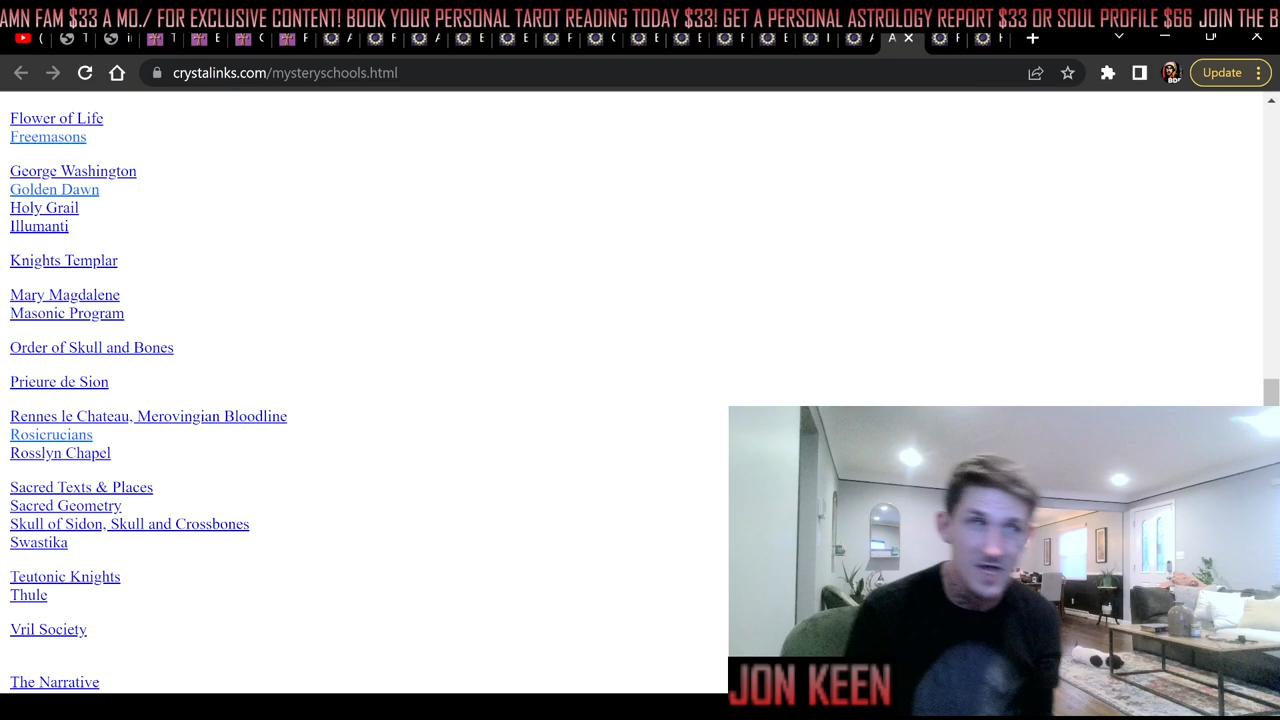 AMN FAM $33 A MO./ FOR EXCLUSIVE CONTENT! BOOK YOUR PERSONAL TAROT READING TODAY $33! GET A PERSONAL ASTROLOGY REPORT $33 OR SOUL PROFILE $66 JOIN THE B
crystalinks.com/mysteryschools.html
Update
Flower of Life
Freemasons
George Washington
Golden Dawn
Holy Grail
Illumanti
Knights Templar
Mary Magdalene
Masonic Program
Order of Skull and Bones
Prieure de Sion
Rennes le Chateau, Merovingian Bloodline
Rosicrucians
Rosslyn Chapel
Sacred Texts & Places
Sacred Geometry
Skull of Sidon, Skull and Crossbones
Swastika
Teutonic Knights
Thule
Vril Society
The Narrative
JON KEEN